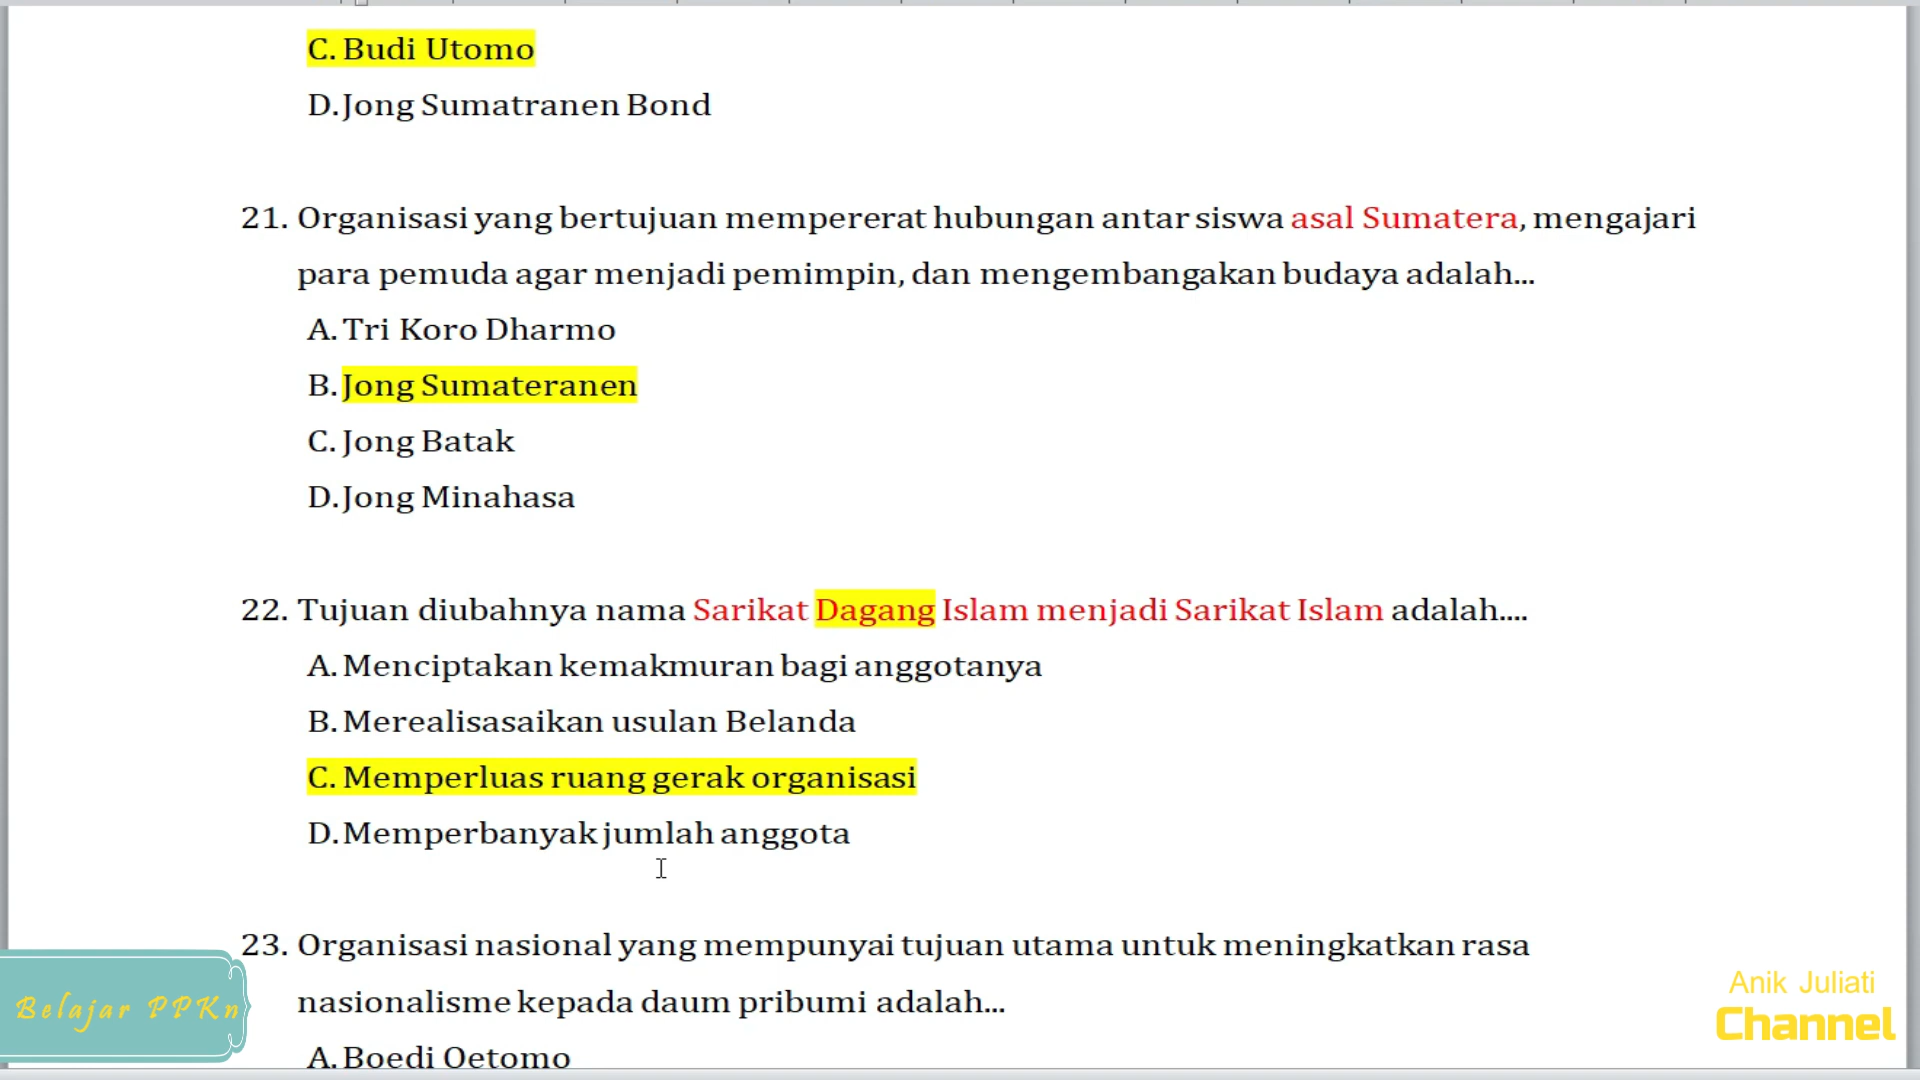 C. Budi Utomo
D. Jong Sumatranen Bond
21. Organisasi yang bertujuan mempererat hubungan antar siswa asal Sumatera, mengajari
para pemuda agar menjadi pemimpin, dan mengembangakan budaya adalah...
A. Tri Koro Dharmo
B. Jong Sumateranen
C. Jong Batak
D. Jong Minahasa
22. Tujuan diubahnya nama Sarikat Dagang Islam menjadi Sarikat Islam adalah....
A. Menciptakan kemakmuran bagi anggotanya
B. Merealisasaikan usulan Belanda
C. Memperluas ruang gerak organisasi
D. Memperbanyak jumlah anggota
23. Organisasi nasional yang mempunyai tujuan utama untuk meningkatkan rasa
nasionalisme kepada daum pribumi adalah...
A. Boedi Oetomo
Belajar PPKn
Anik Juliati
Channel